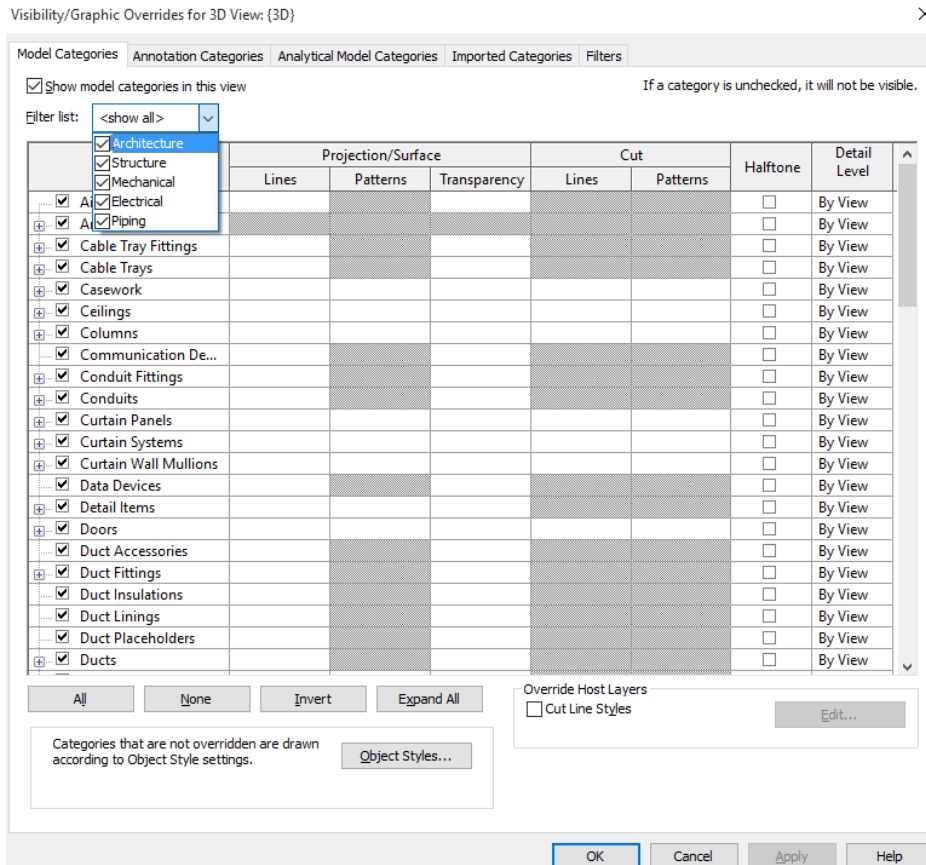 Visibility/Graphic Overrides for 3D View: {3D}
Model Categories Annotation Categories Analytical Model Categories Imported Categories Filters
Show model categories in this view
If a category is unchecked, it will not be visible.
Filter list: <show all>
Architecture
Structure
Mechanical
Electrical
Piping
Projection/Surface Cut Halftone Detail Level
Lines Patterns Transparency Lines Patterns
By View
By View
Cable Tray Fittings By View
Cable Trays By View
Casework By View
Ceilings By View
Columns By View
Communication De... By View
Conduit Fittings By View
Conduits By View
Curtain Panels By View
Curtain Systems By View
Curtain Wall Mullions By View
Data Devices By View
Detail Items By View
Doors By View
Duct Accessories By View
Duct Fittings By View
Duct Insulations By View
Duct Linings By View
Duct Placeholders By View
Ducts By View
All None Invert Expand All
Override Host Layers
Cut Line Styles
Edit...
Categories that are not overridden are drawn
according to Object Style settings.
Object Styles...
OK Cancel Apply Help